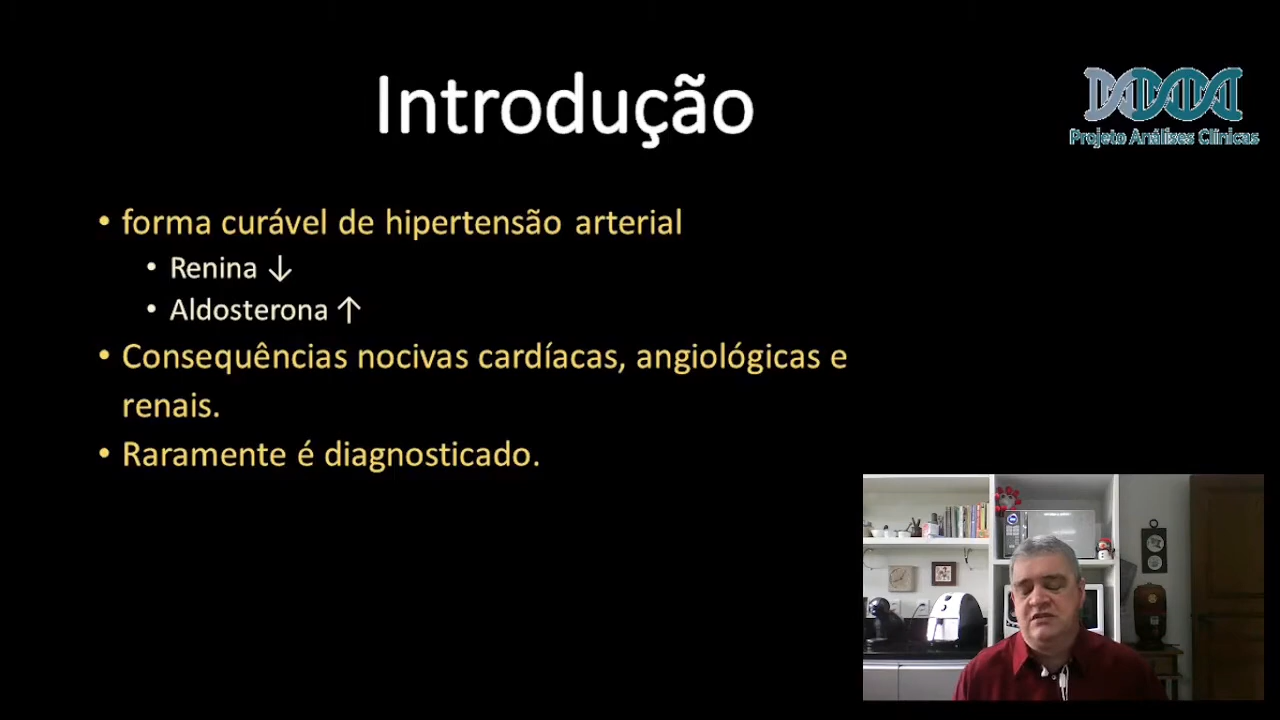 Introdução
Projeto Análises Clínicas
• forma curável de hipertensão arterial
• Renina ↓
• Aldosterona ↑
• Consequências nocivas cardíacas, angiológicas e
renais.
• Raramente é diagnosticado.